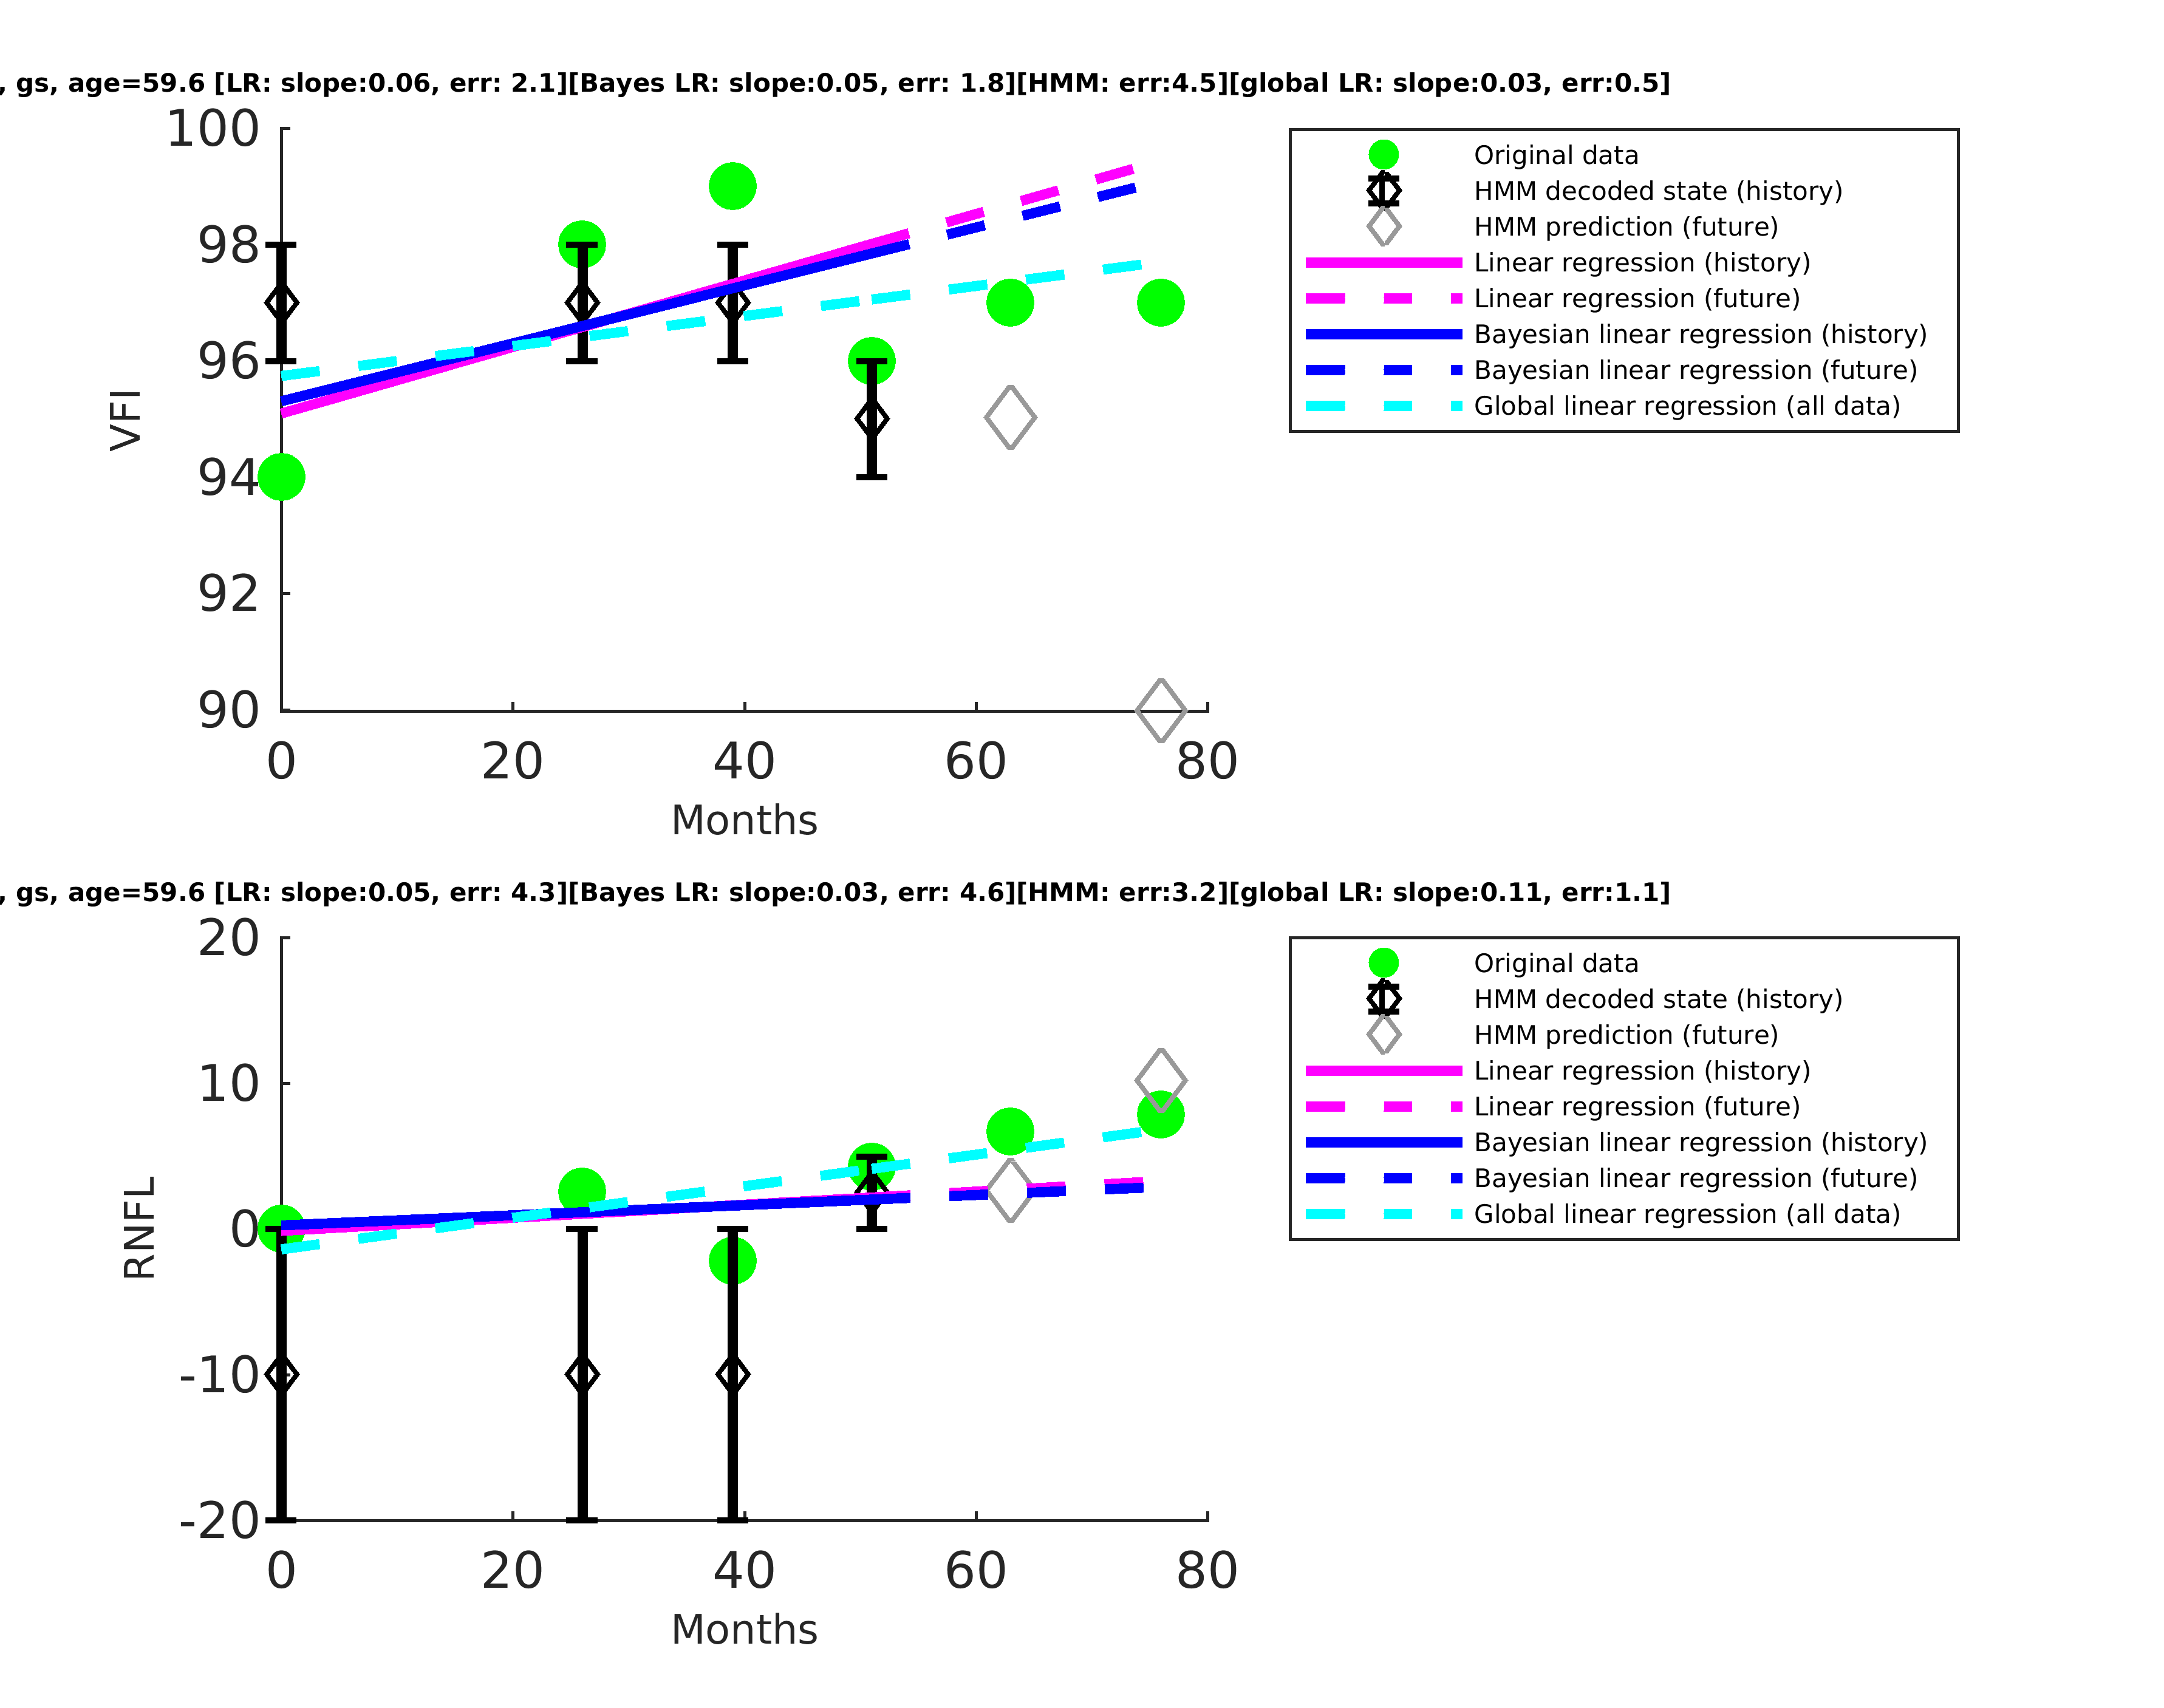 , gs, age=59.6 [LR: slope:0.06, err: 2.1][Bayes LR: slope:0.05, err: 1.8][HMM: err:4.5][global LR: slope:0.03, err:0.5]
100
98
96
94
92
90
VFI
0 20 40 60 80
Months
Original data
HMM decoded state (history)
HMM prediction (future)
Linear regression (history)
Linear regression (future)
Bayesian linear regression (history)
Bayesian linear regression (future)
Global linear regression (all data)
, gs, age=59.6 [LR: slope:0.05, err: 4.3][Bayes LR: slope:0.03, err: 4.6][HMM: err:3.2][global LR: slope:0.11, err:1.1]
20
10
0
-10
-20
RNFL
0 20 40 60 80
Months
Original data
HMM decoded state (history)
HMM prediction (future)
Linear regression (history)
Linear regression (future)
Bayesian linear regression (history)
Bayesian linear regression (future)
Global linear regression (all data)